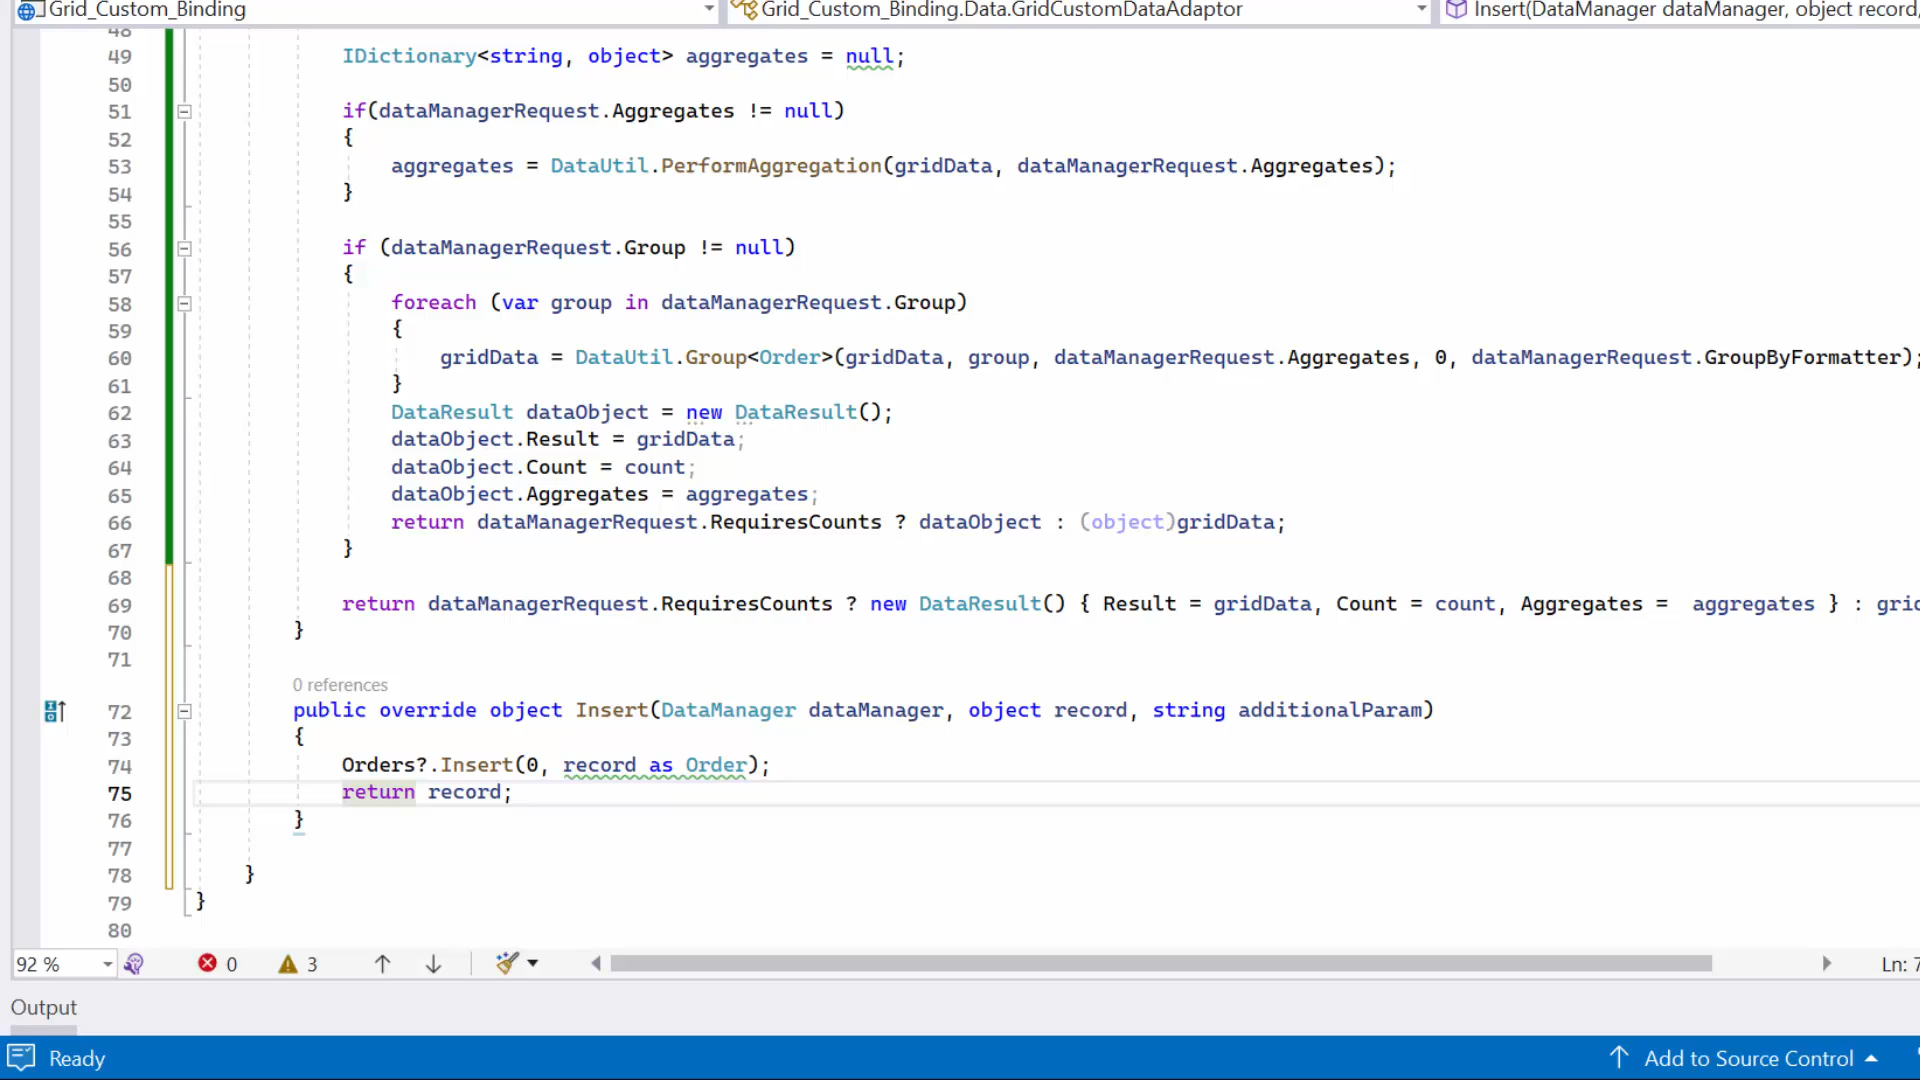 Grid_Custom_Binding
Grid_Custom_Binding.Data.GridCustomDataAdaptor
Insert(DataManager dataManager, object record,
48
49 IDictionary<string, object> aggregates = null;
50
51 if(dataManagerRequest.Aggregates != null)
52 {
53 aggregates = DataUtil.PerformAggregation(gridData, dataManagerRequest.Aggregates);
54 }
55
56 if (dataManagerRequest.Group != null)
57 {
58 foreach (var group in dataManagerRequest.Group)
59 {
60 gridData = DataUtil.Group<Order>(gridData, group, dataManagerRequest.Aggregates, 0, dataManagerRequest.GroupByFormatter);
61 }
62 DataResult dataObject = new DataResult();
63 dataObject.Result = gridData;
64 dataObject.Count = count;
65 dataObject.Aggregates = aggregates;
66 return dataManagerRequest.RequiresCounts ? dataObject : (object)gridData;
67 }
68
69 return dataManagerRequest.RequiresCounts ? new DataResult() { Result = gridData, Count = count, Aggregates = aggregates } : grid
70 }
71
0 references
72 public override object Insert(DataManager dataManager, object record, string additionalParam)
73 {
74 Orders?.Insert(0, record as Order);
75 return record;
76 }
77
78 }
79 }
80
92 % 0 3 Ln: 7
Output
Ready Add to Source Control